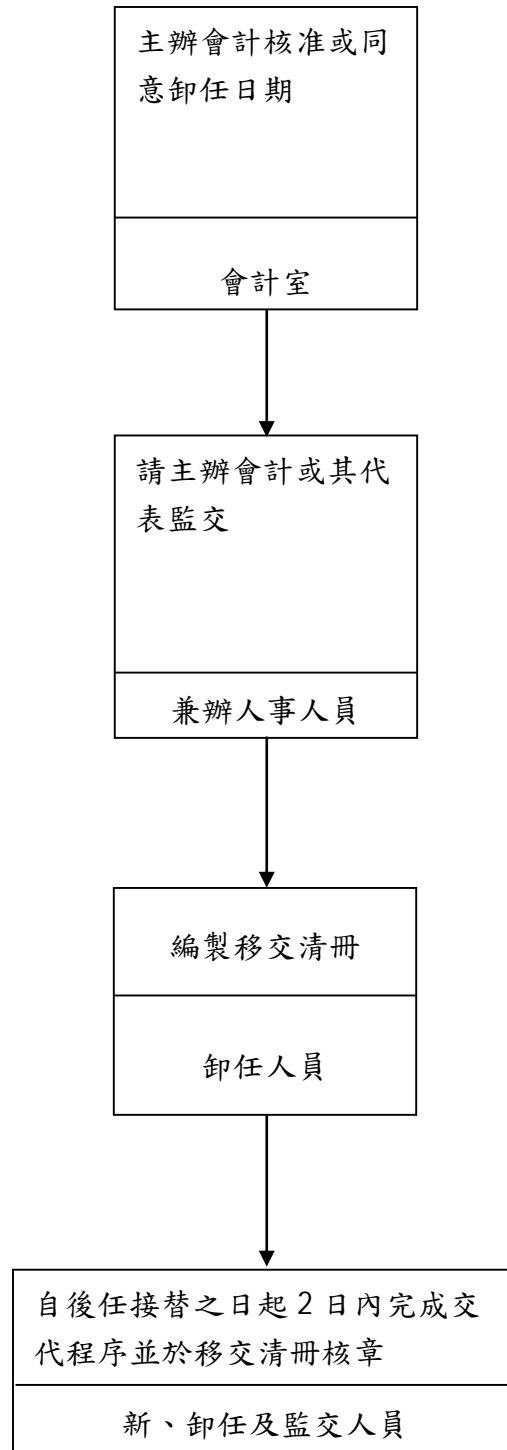 主辦會計核准或同
意卸任日期
會計室
請主辦會計或其代
表監交
兼辦人事人員
編製移交清冊
卸任人員
自後任接替之日起 2 日內完成交
代程序並於移交清冊核章
新、卸任及監交人員